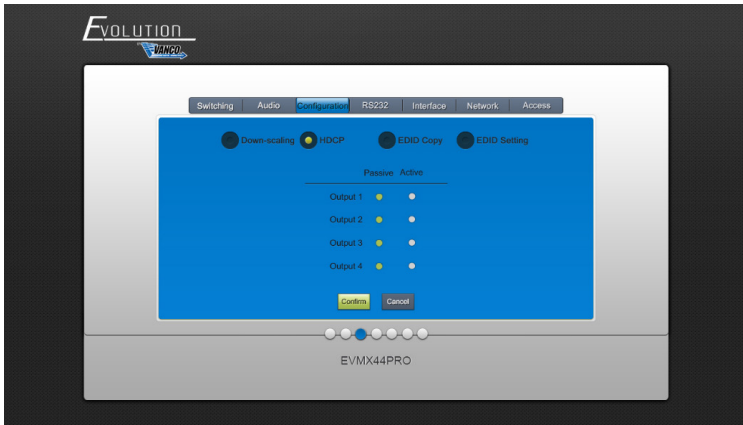 EVOLUTION
VANCO
Switching Audio Configuration RS232 Interface Network Access
Down-scaling HDCP EDID Copy EDID Setting
Passive Active
Output 1
Output 2
Output 3
Output 4
Confirm Cancel
EVMX44PRO